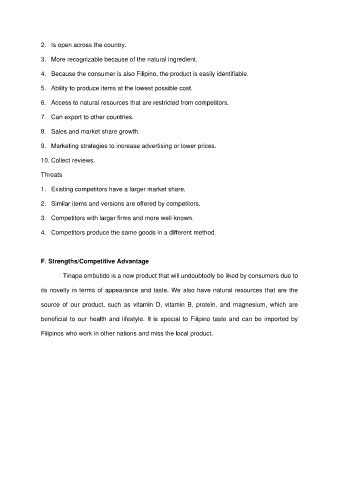 2. Is open across the country.
3. More recognizable because of the natural ingredient.
4. Because the consumer is also Filipino, the product is easily identifiable.
5. Ability to produce items at the lowest possible cost.
6. Access to natural resources that are restricted from competitors.
7. Can export to other countries.
8. Sales and market share growth.
9. Marketing strategies to increase advertising or lower prices.
10. Collect reviews.
Threats
1. Existing competitors have a larger market share.
2. Similar items and versions are offered by competitors.
3. Competitors with larger firms and more well-known.
4. Competitors produce the same goods in a different method.
F. Strengths/Competitive Advantage
Tinapa embutido is a new product that will undoubtedly be liked by consumers due to
its novelty in terms of appearance and taste. We also have natural resources that are the
source of our product, such as vitamin D, vitamin B, protein, and magnesium, which are
beneficial to our health and lifestyle. It is special to Filipino taste and can be imported by
Filipinos who work in other nations and miss the local product.